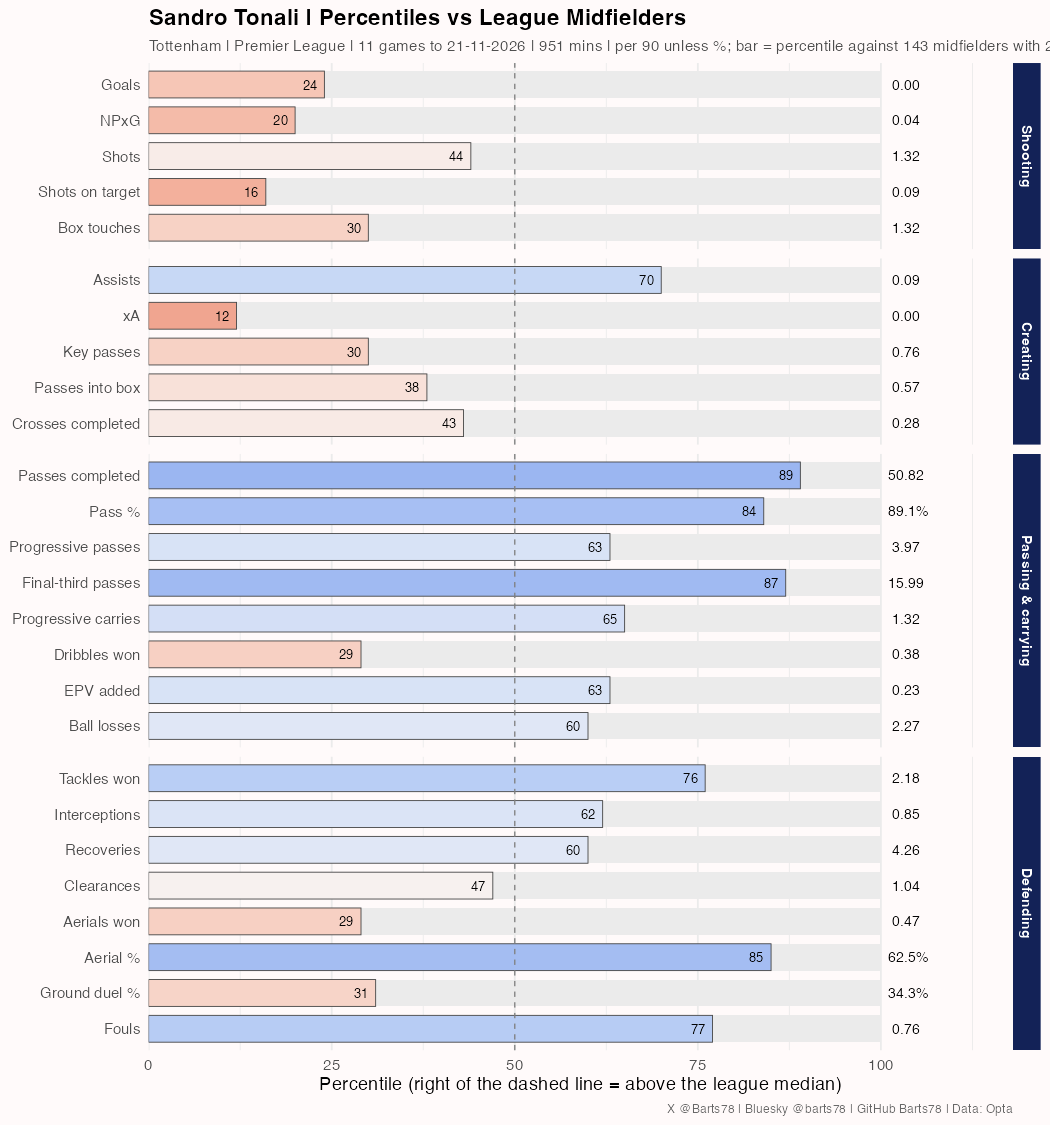 Sandro Tonali | Percentiles vs League Midfielders
Tottenham | Premier League | 11 games to 21-11-2026 | 951 mins | per 90 unless %; bar = percentile against 143 midfielders with
Shooting
Goals 24 0.00
NPxG 20 0.04
Shots 44 1.32
Shots on target 16 0.09
Box touches 30 1.32
Creating
Assists 70 0.09
xA 12 0.00
Key passes 30 0.76
Passes into box 38 0.57
Crosses completed 43 0.28
Passing & carrying
Passes completed 89 50.82
Pass % 84 89.1%
Progressive passes 63 3.97
Final-third passes 87 15.99
Progressive carries 65 1.32
Dribbles won 29 0.38
EPV added 63 0.23
Ball losses 60 2.27
Defending
Tackles won 76 2.18
Interceptions 62 0.85
Recoveries 60 4.26
Clearances 47 1.04
Aerials won 29 0.47
Aerial % 85 62.5%
Ground duel % 31 34.3%
Fouls 77 0.76
0 25 50 75 100
Percentile (right of the dashed line = above the league median)
X @Barts78 | Bluesky @barts78 | GitHub Barts78 | Data: Opta